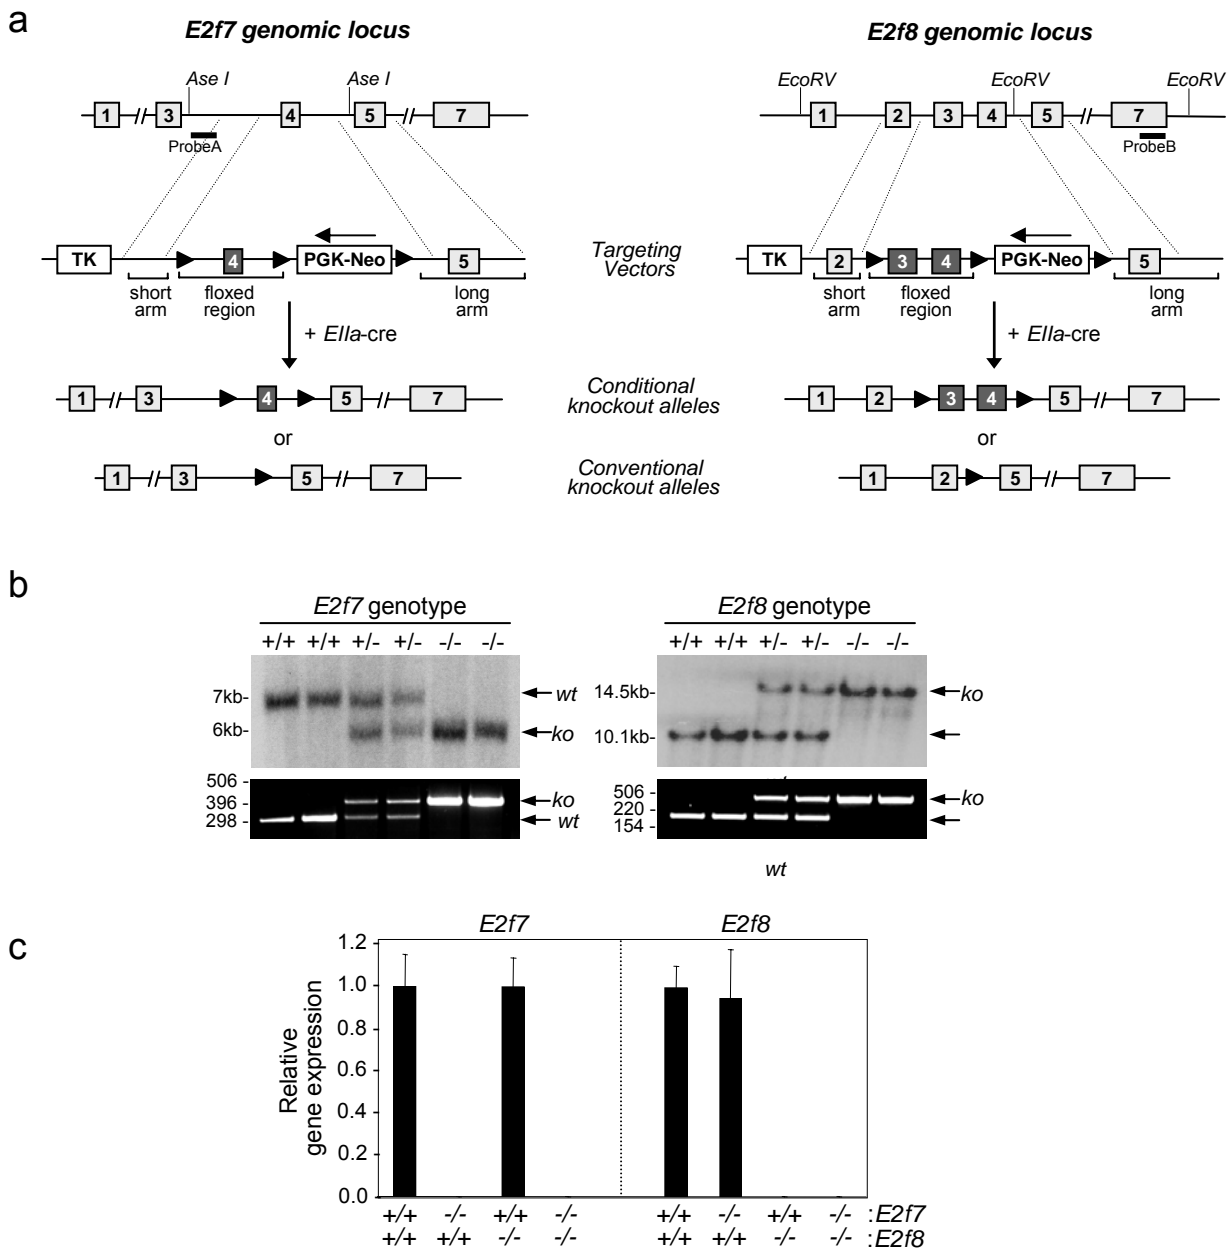 a
E2f7 genomic locus
E2f8 genomic locus
Ase I
Ase I
1
3
4
5
7
ProbeA
EcoRV
EcoRV
EcoRV
1
2
3
4
5
7
ProbeB
TK
4
PGK-Neo
5
short arm
floxed region
long arm
Targeting
Vectors
TK
2
3
4
PGK-Neo
5
short arm
floxed region
long arm
+ EIIa-cre
+ EIIa-cre
1
3
4
5
7
Conditional
knockout alleles
1
2
3
4
5
7
or
or
1
3
5
7
Conventional
knockout alleles
1
2
5
7
b
E2f7 genotype
+/+ +/+ +/- +/- -/- -/-
7kb-
wt
6kb-
ko
506 -
396 -
ko
298 -
wt
E2f8 genotype
+/+ +/+ +/- +/- -/- -/-
14.5kb-
ko
10.1kb-
506 -
ko
220 -
154 -
wt
c
E2f7
E2f8
Relative
gene expression
1.2
1.0
0.8
0.6
0.4
0.2
0.0
+/+ -/- +/+ -/- +/+ -/- +/+ -/- :E2f7
+/+ +/+ -/- -/- +/+ +/+ -/- -/- :E2f8